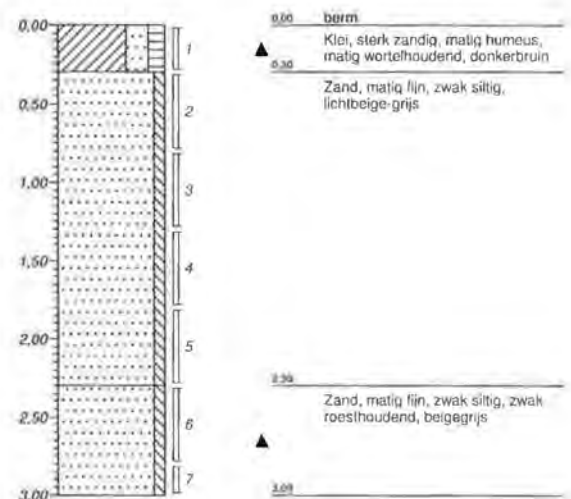 0,00
0,50
1,00
1,50
2,00
2,50
3,00
1
2
3
4
5
6
7
0,00 berm
Klei, sterk zandig, matig humeus,
matig wortelhoudend, donkerbruin
0,30
Zand, matig fijn, zwak siltig,
lichtbeige-grijs
2,30
Zand, matig fijn, zwak siltig, zwak
roesthoudend, beigegrijs
3,00